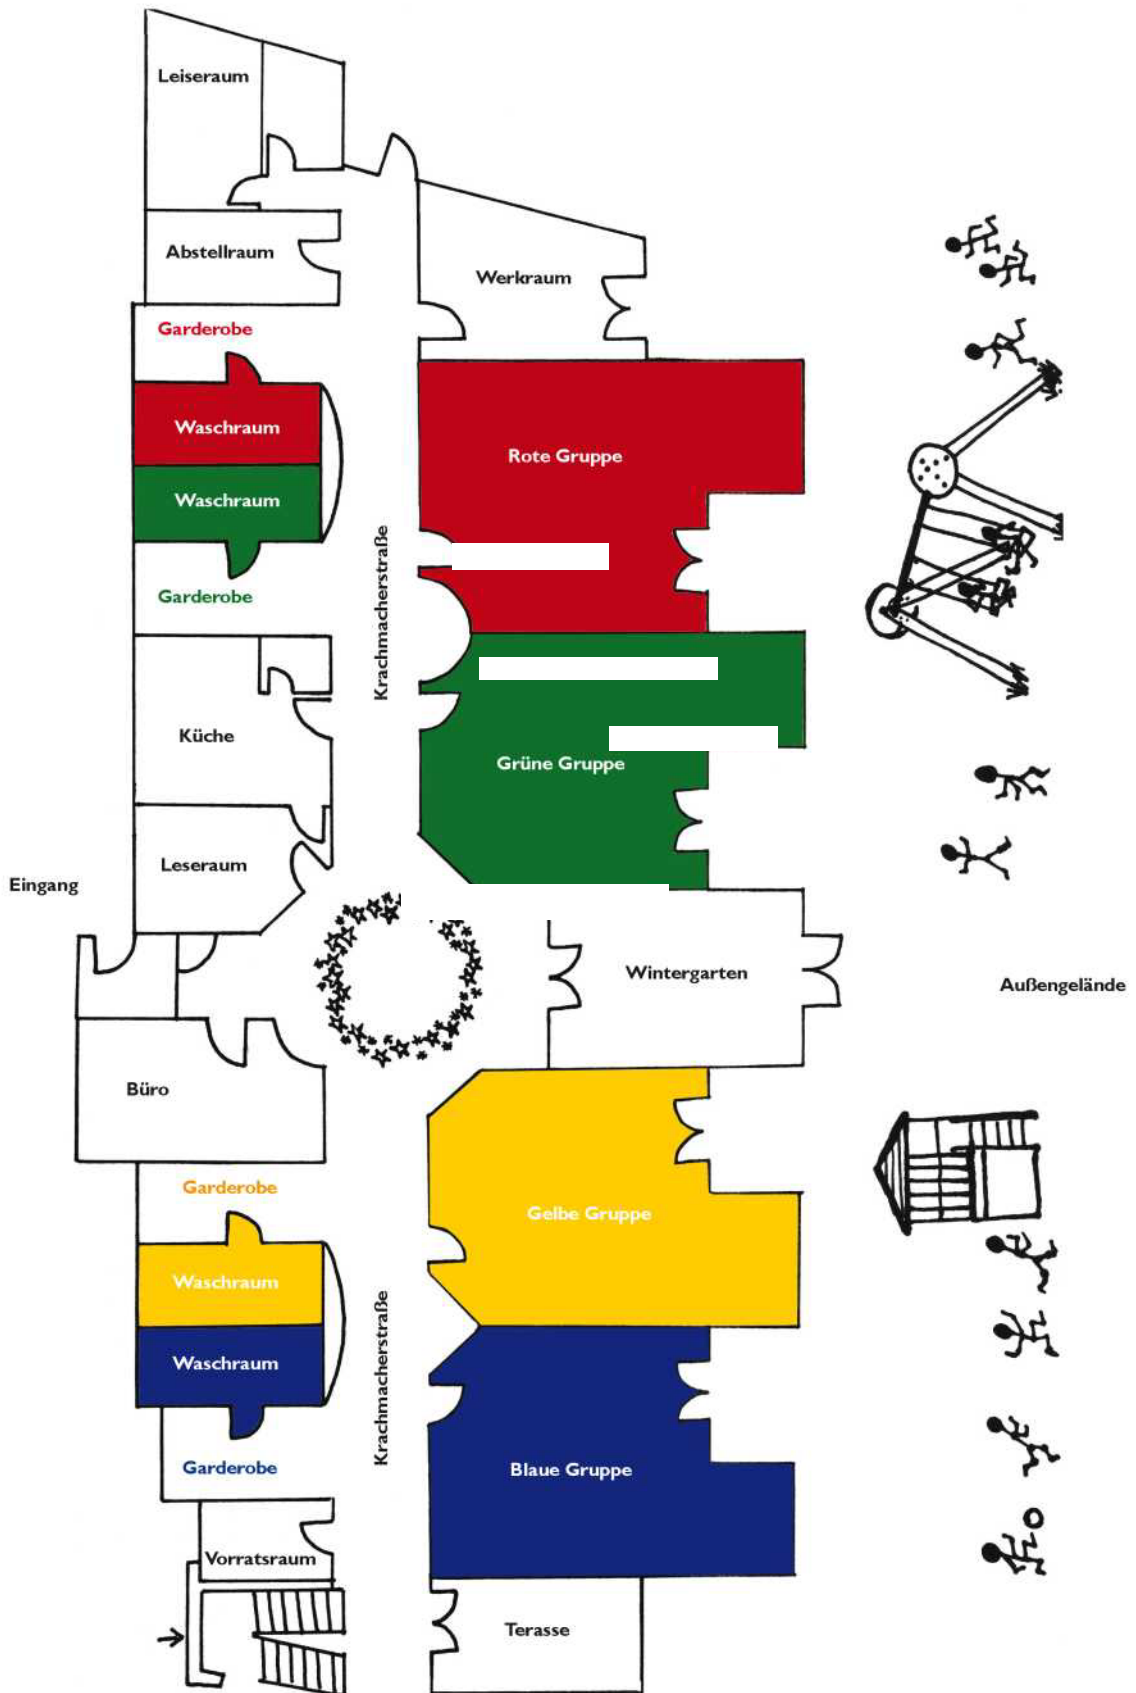 Leiseraum
Abstellraum
Werkraum
Garderobe
Waschraum
Rote Gruppe
Waschraum
Garderobe
Krachmacherstraße
Küche
Grüne Gruppe
Leseraum
Eingang
Wintergarten
Außengelände
Büro
Garderobe
Gelbe Gruppe
Waschraum
Krachmacherstraße
Waschraum
Garderobe
Blaue Gruppe
Vorratsraum
Terasse